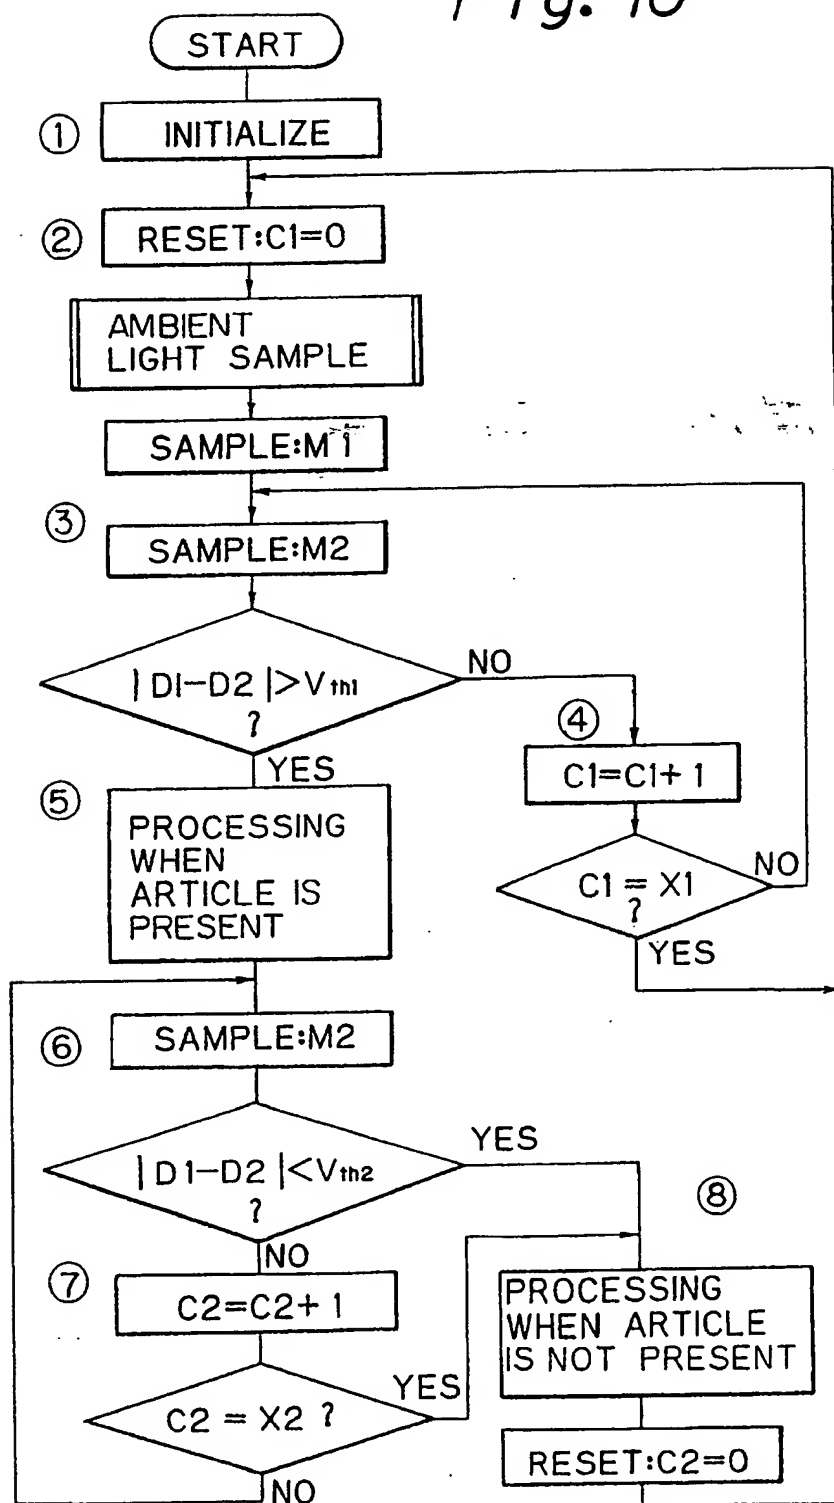 Fig. 10
START
① INITIALIZE
② RESET:C1=0
AMBIENT
LIGHT SAMPLE
SAMPLE:M1
③
SAMPLE:M2
|D1-D2|>Vth1
?
NO
YES
④
C1=C1+1
C1=X1
?
NO
YES
⑤
PROCESSING
WHEN
ARTICLE IS
PRESENT
⑥ SAMPLE:M2
|D1-D2|<Vth2
?
YES
NO
⑦ C2=C2+1
C2=X2 ?
YES
NO
⑧
PROCESSING
WHEN ARTICLE
IS NOT PRESENT
RESET:C2=0